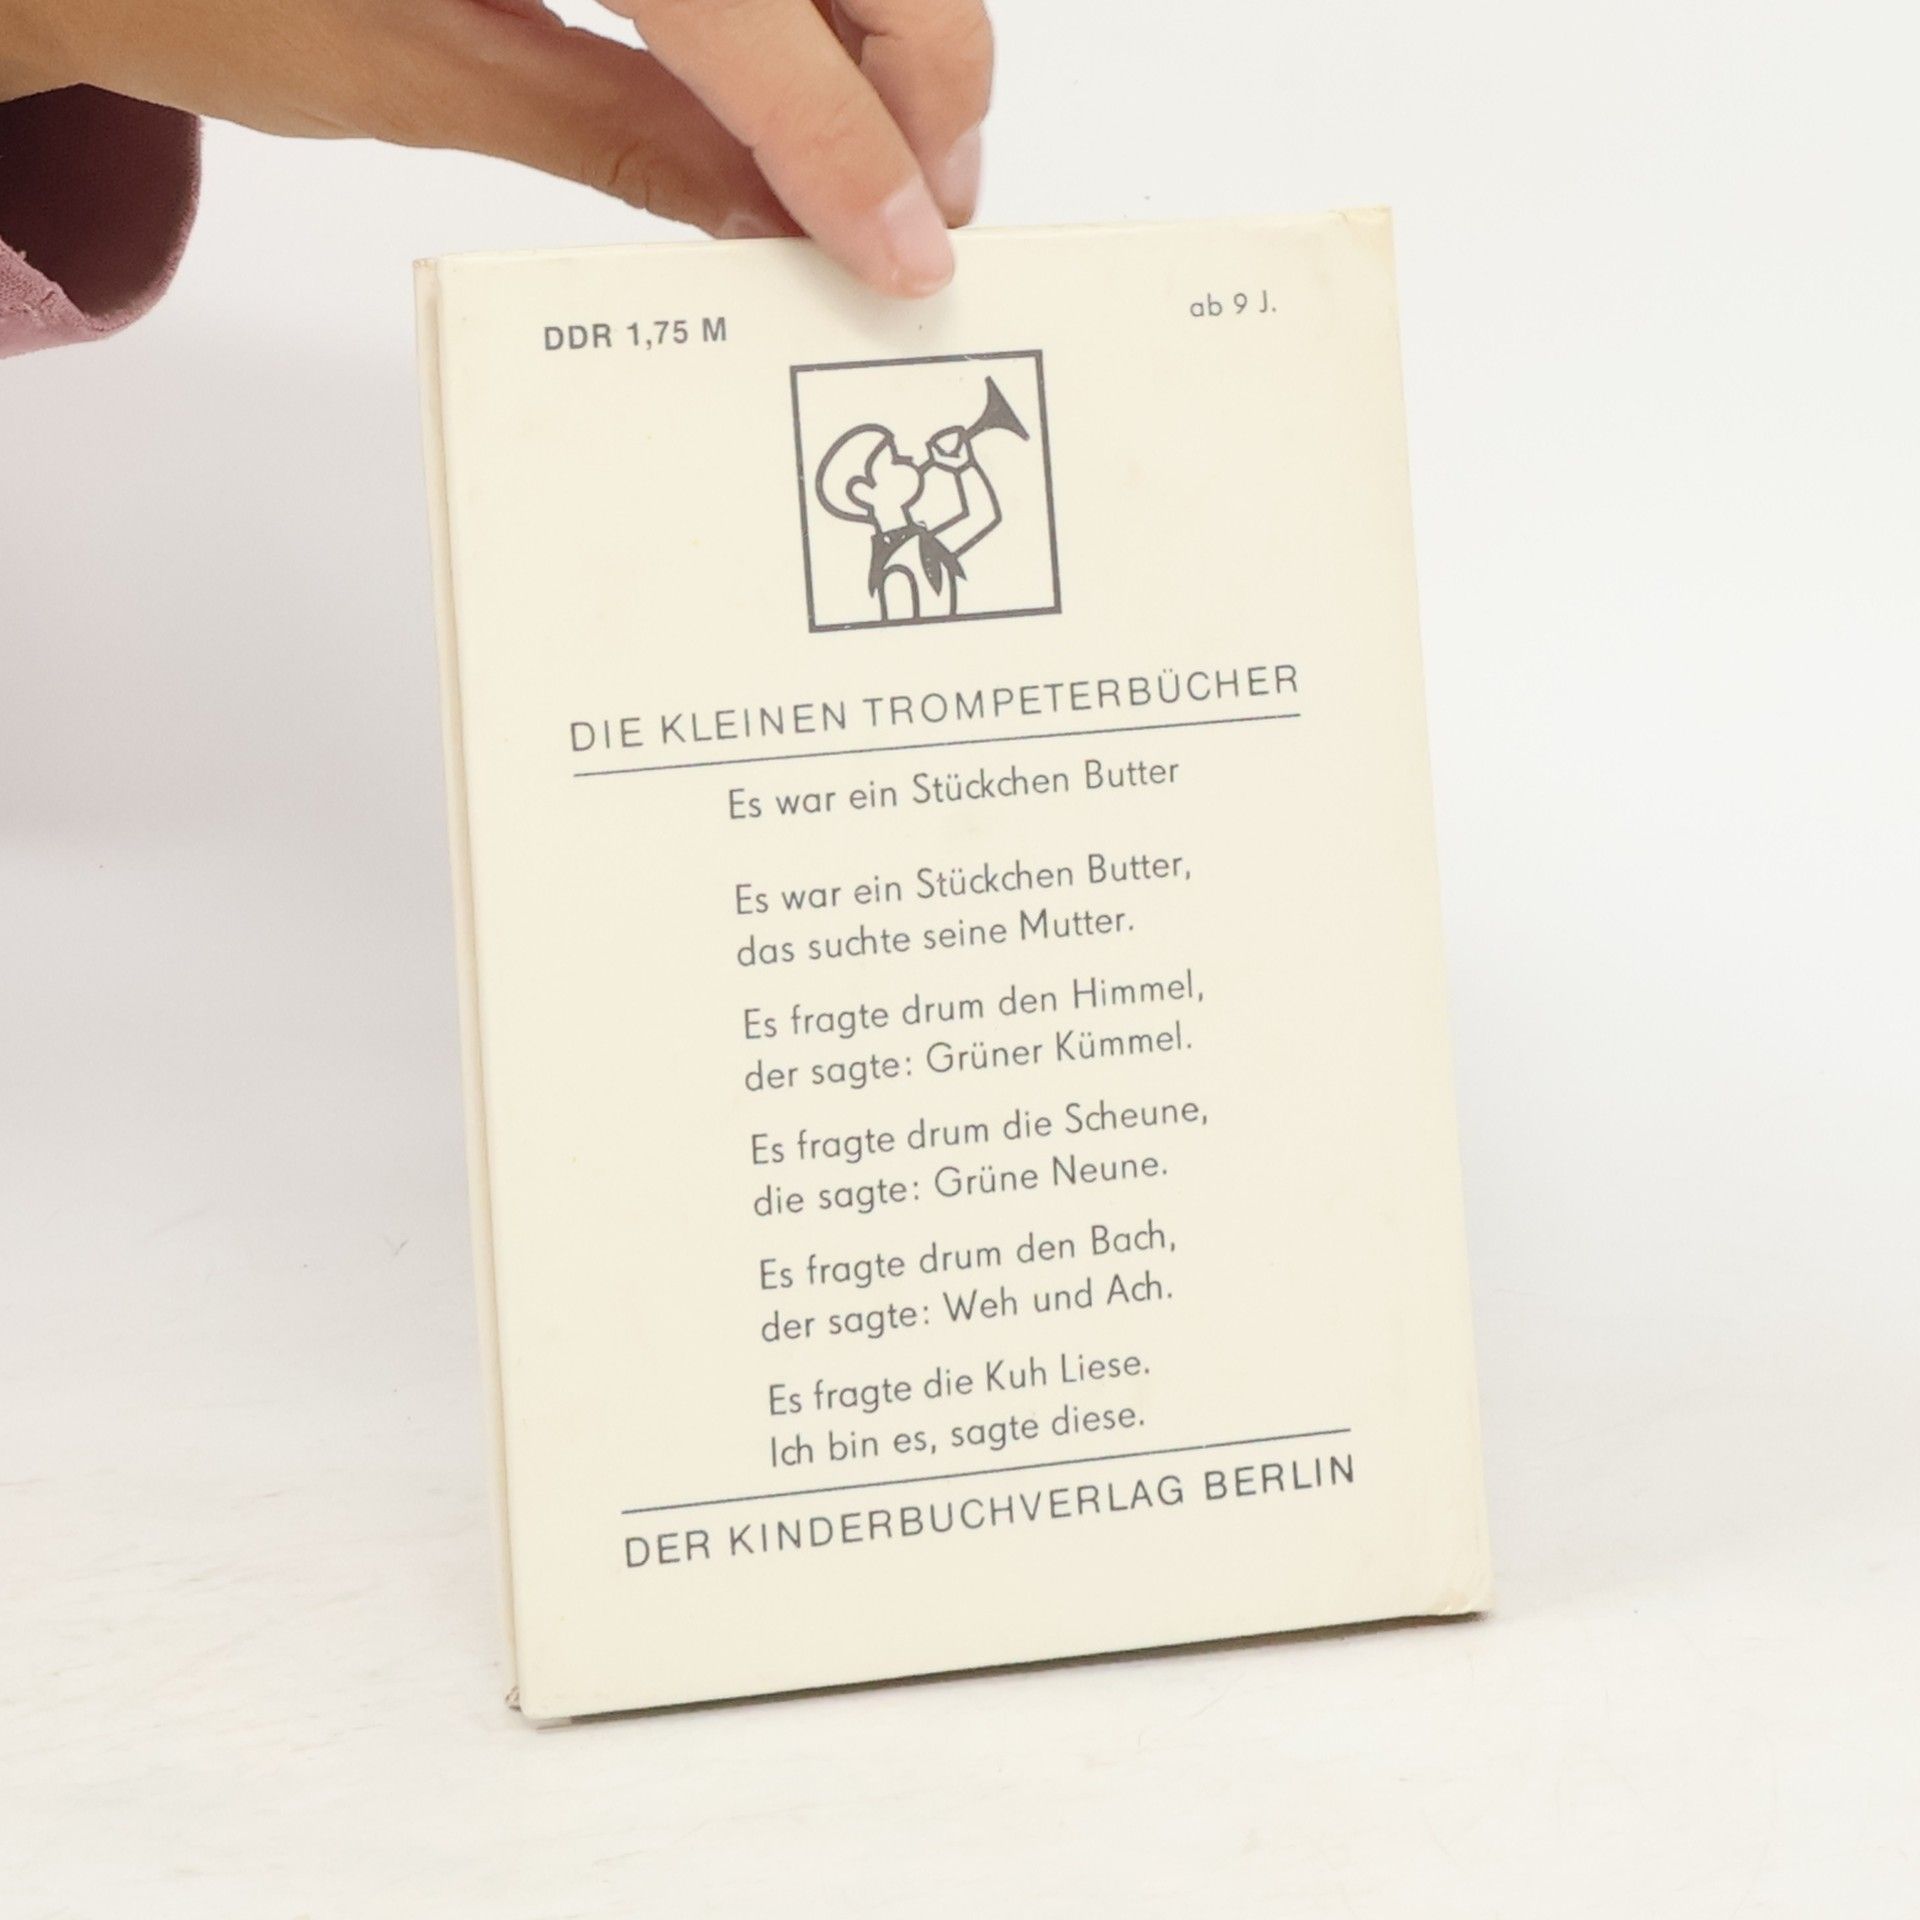 DDR 1,75 M
ab 9 J.
DIE KLEINEN TROMPETERBÜCHER
Es war ein Stückchen Butter
Es war ein Stückchen Butter,
das suchte seine Mutter.
Es fragte drum den Himmel,
der sagte: Grüner Kümmel.
Es fragte drum die Scheune,
die sagte: Grüne Neune.
Es fragte drum den Bach,
der sagte: Weh und Ach.
Es fragte die Kuh Liese.
Ich bin es, sagte diese.
DER KINDERBUCHVERLAG BERLIN